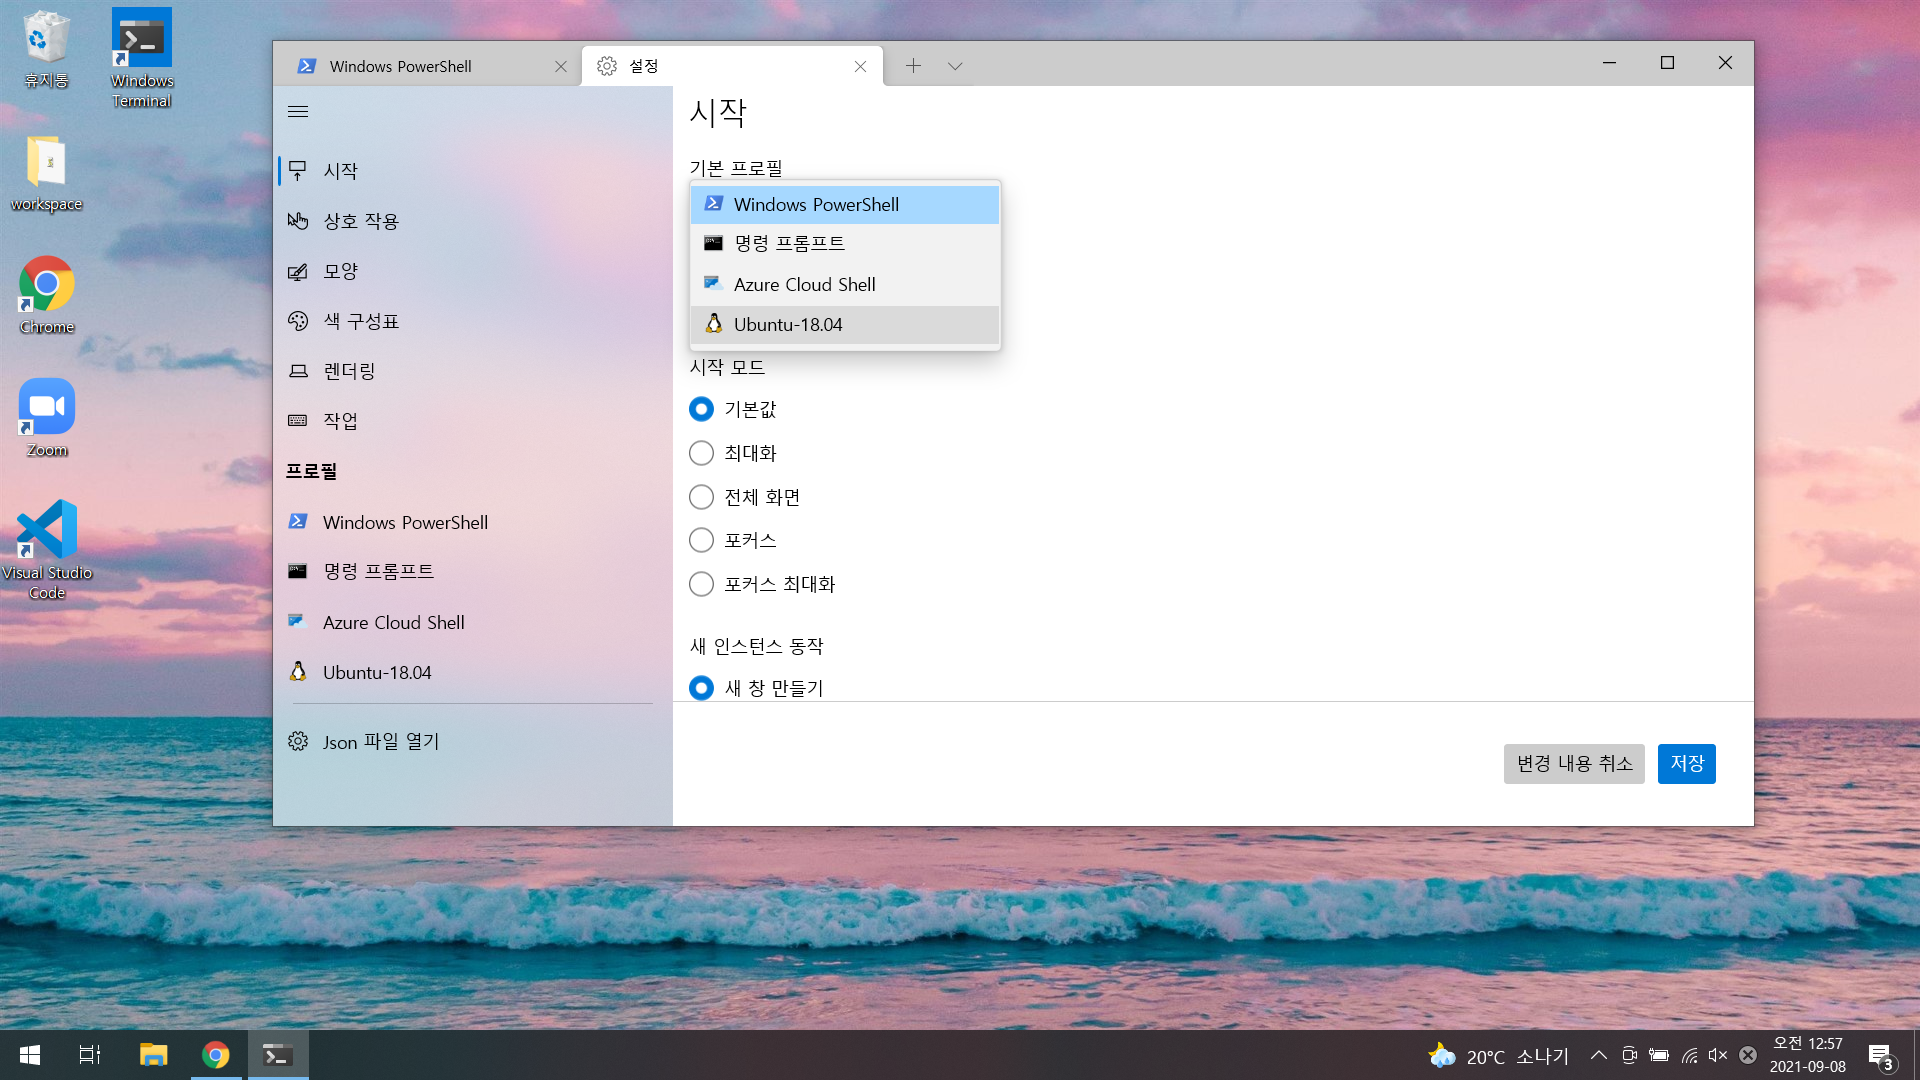 휴지통
Windows
Terminal
workspace
Chrome
Zoom
Visual Studio
Code
Windows PowerShell
설정
시작
상호 작용
모양
색 구성표
렌더링
작업
프로필
Windows PowerShell
명령 프롬프트
Azure Cloud Shell
Ubuntu-18.04
Json 파일 열기
시작
기본 프로필
Windows PowerShell
명령 프롬프트
Azure Cloud Shell
Ubuntu-18.04
시작 모드
기본값
최대화
전체 화면
포커스
포커스 최대화
새 인스턴스 동작
새 창 만들기
변경 내용 취소
저장
20°C 소나기
오전 12:57
2021-09-08
3